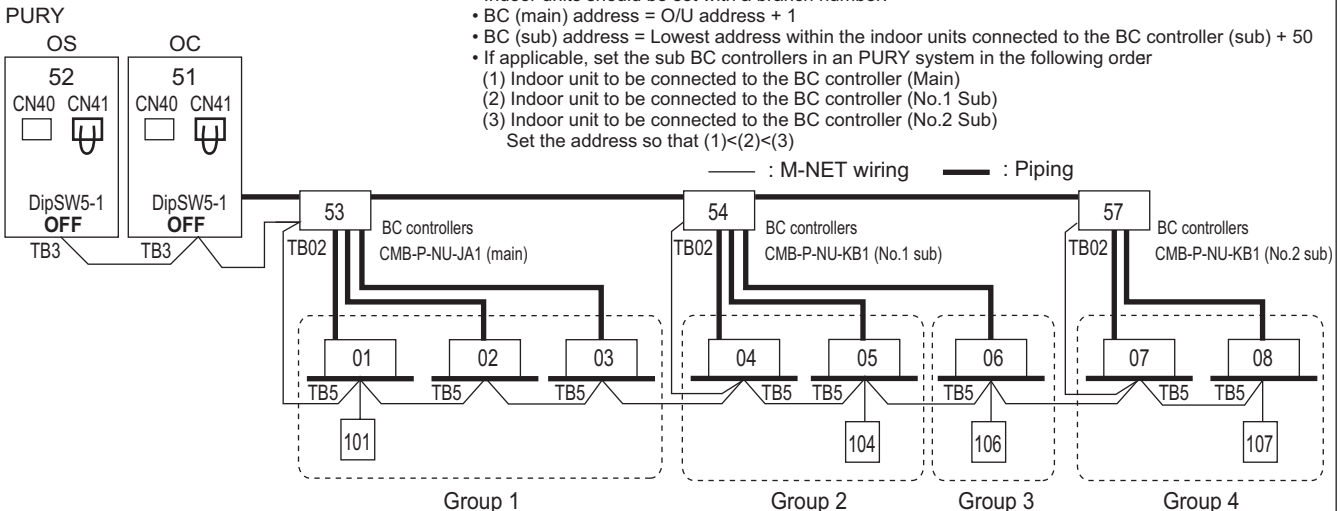 PURY
• BC (main) address = O/U address + 1
• BC (sub) address = Lowest address within the indoor units connected to the BC controller (sub) + 50
• If applicable, set the sub BC controllers in an PURY system in the following order
(1) Indoor unit to be connected to the BC controller (Main)
(2) Indoor unit to be connected to the BC controller (No.1 Sub)
(3) Indoor unit to be connected to the BC controller (No.2 Sub)
Set the address so that (1)<(2)<(3)
OS OC
52 51
CN40 CN41 CN40 CN41
DipSW5-1 DipSW5-1
OFF OFF
TB3 TB3
: M-NET wiring : Piping
53 54 57
BC controllers BC controllers BC controllers
TB02 CMB-P-NU-JA1 (main) TB02 CMB-P-NU-KB1 (No.1 sub) TB02 CMB-P-NU-KB1 (No.2 sub)
01 02 03 04 05 06 07 08
TB5 TB5 TB5 TB5 TB5 TB5 TB5 TB5
101 104 106 107
Group 1 Group 2 Group 3 Group 4